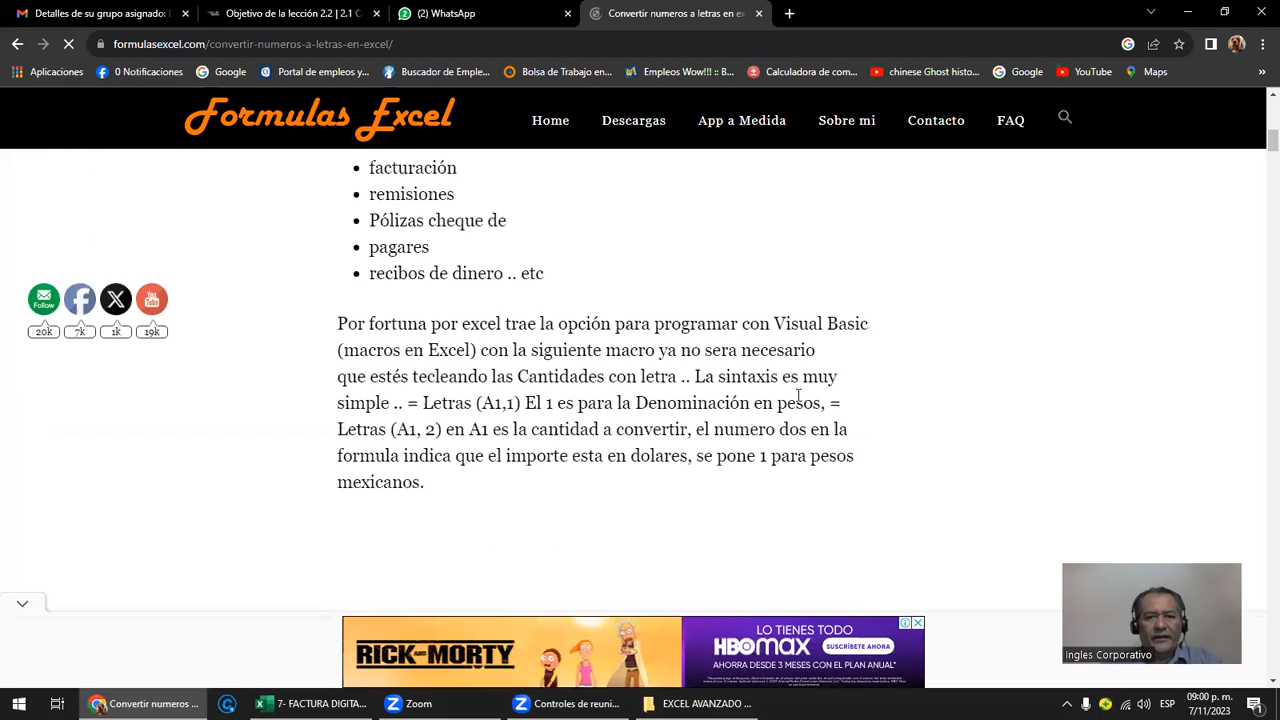 Detalles de su grupo asignado: E
Objetivo de la lección 2.2 | 2.1 C
(2) WhatsApp
Convertir numeros a letras en ex
formulasexcel.com/convertir-numeros-a-letras-en-excel/
Aplicaciones
0 Notificaciones
Google
Portal de empleos y...
Buscador de Emple...
Bolsa de Trabajo en...
Empleos Wow!!! :: B...
Calculadora de com...
chinese Ghost histo...
Google
YouTube
Maps
»
Formulas Excel
Home
Descargas
App a Medida
Sobre mi
Contacto
FAQ
• facturación
• remisiones
• Pólizas cheque de
• pagares
• recibos de dinero .. etc
Follow
20k
7k
1k
19k
Por fortuna por excel trae la opción para programar con Visual Basic
(macros en Excel) con la siguiente macro ya no sera necesario
que estés tecleando las Cantidades con letra .. La sintaxis es muy
simple .. = Letras (A1,1) El 1 es para la Denominación en pesos, =
Letras (A1, 2) en A1 es la cantidad a convertir, el numero dos en la
formula indica que el importe esta en dolares, se pone 1 para pesos
mexicanos.
RICK AND MORTY
LO TIENES TODO
HBOMAX
SUSCRÍBETE AHORA
AHORRA DESDE 3 MESES CON EL PLAN ANUAL*
Ingles Corporativo
Convertir numeros ...
7- FACTURA DIGITA...
Zoom
Controles de reuni...
EXCEL AVANZADO ...
ESP
09:00 p. m.
7/11/2023